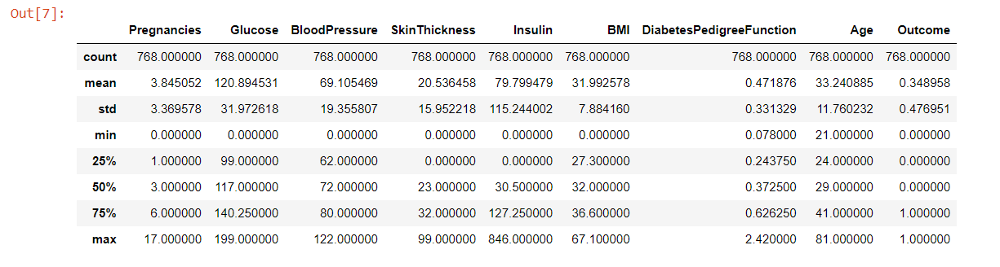 Out[7]:
Pregnancies Glucose BloodPressure SkinThickness Insulin BMI DiabetesPedigreeFunction Age Outcome
count 768.000000 768.000000 768.000000 768.000000 768.000000 768.000000 768.000000 768.000000 768.000000
mean 3.845052 120.894531 69.105469 20.536458 79.799479 31.992578 0.471876 33.240885 0.348958
std 3.369578 31.972618 19.355807 15.952218 115.244002 7.884160 0.331329 11.760232 0.476951
min 0.000000 0.000000 0.000000 0.000000 0.000000 0.000000 0.078000 21.000000 0.000000
25% 1.000000 99.000000 62.000000 0.000000 0.000000 27.300000 0.243750 24.000000 0.000000
50% 3.000000 117.000000 72.000000 23.000000 30.500000 32.000000 0.372500 29.000000 0.000000
75% 6.000000 140.250000 80.000000 32.000000 127.250000 36.600000 0.626250 41.000000 1.000000
max 17.000000 199.000000 122.000000 99.000000 846.000000 67.100000 2.420000 81.000000 1.000000